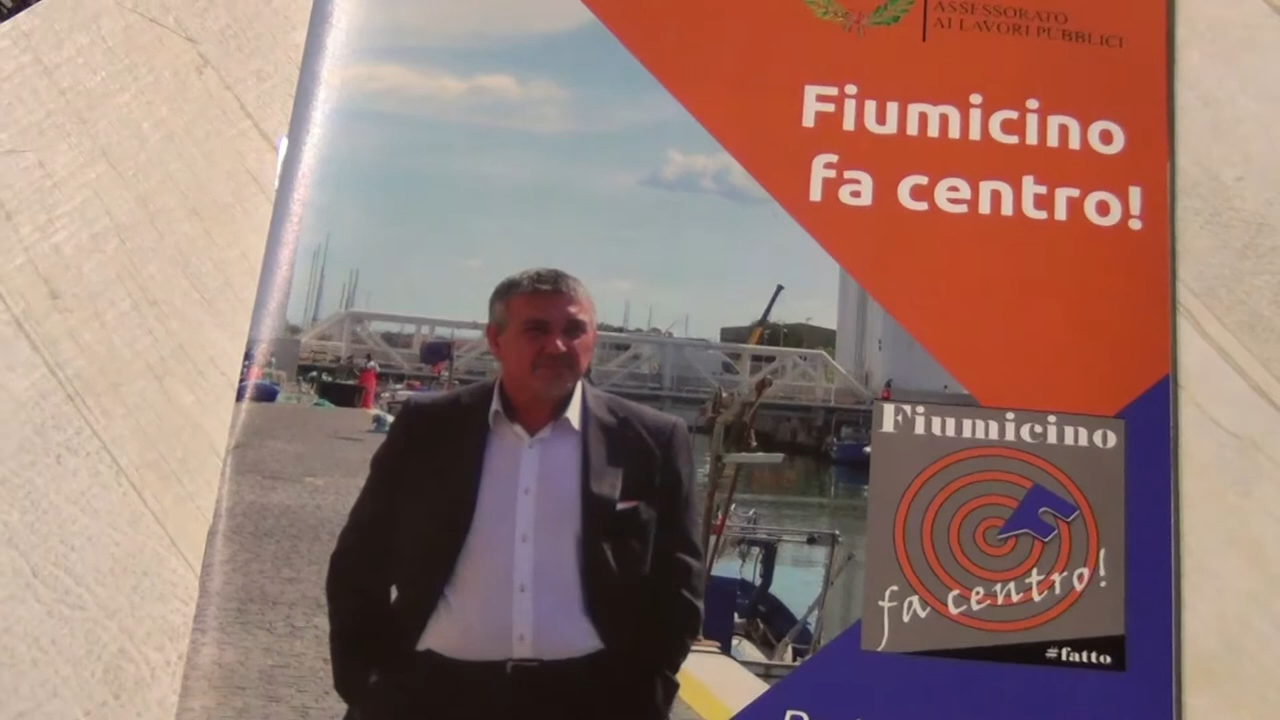 ASSESSORATO
AI LAVORI PUBBLICI
Fiumicino
fa centro!
Fiumicino
fa centro!
#fatto